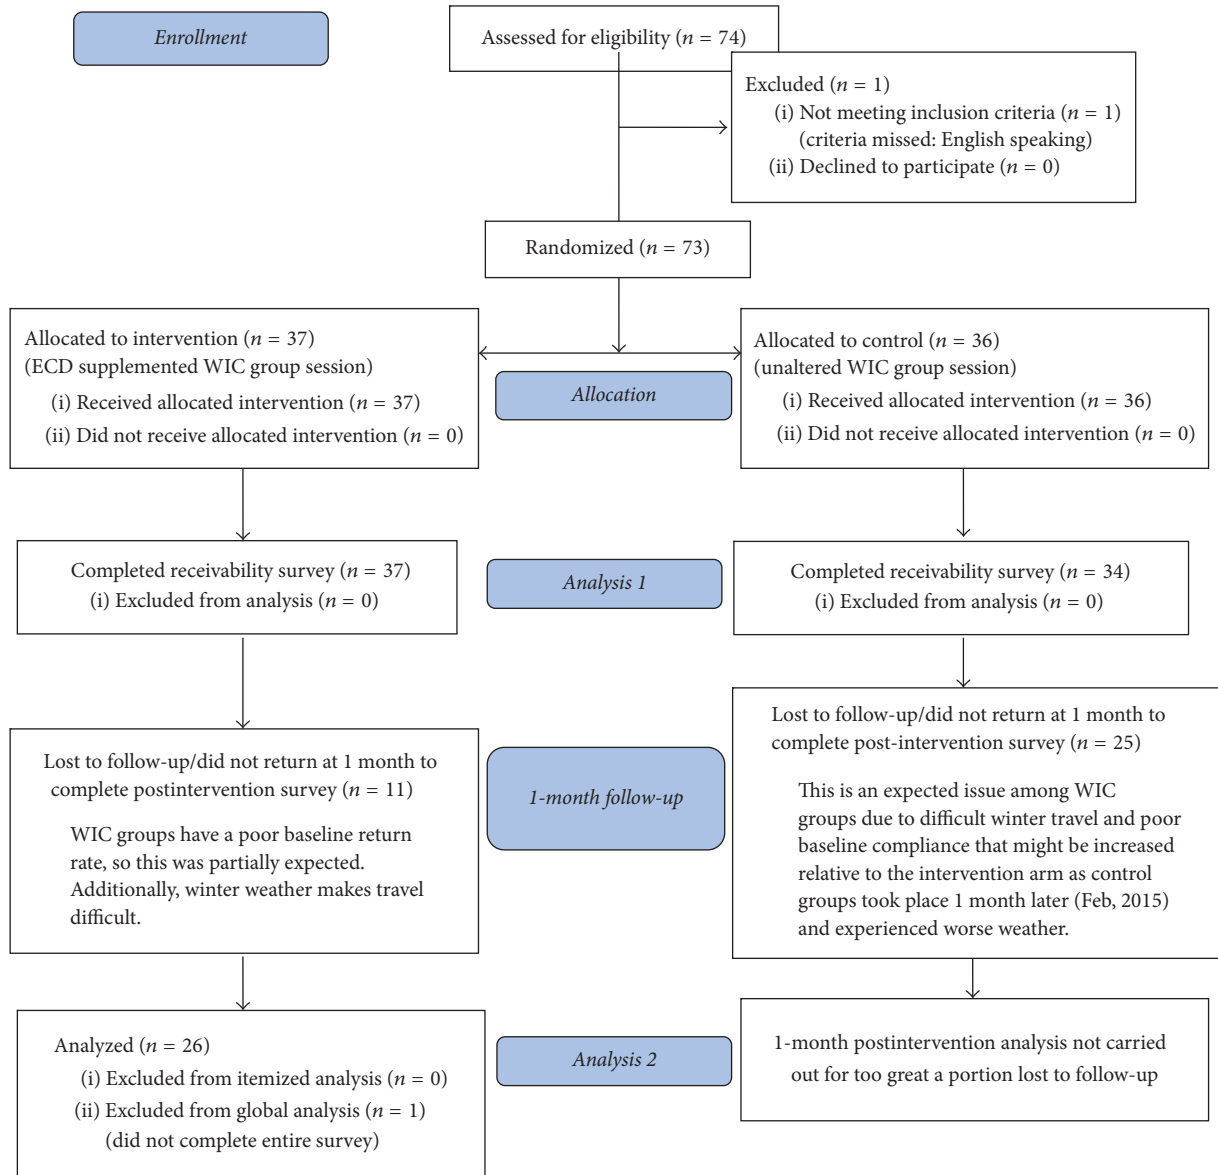 Enrollment
Assessed for eligibility (n = 74)
Excluded (n = 1)
(i) Not meeting inclusion criteria (n = 1)
(criteria missed: English speaking)
(ii) Declined to participate (n = 0)
Randomized (n = 73)
Allocated to intervention (n = 37)
(ECD supplemented WIC group session)
(i) Received allocated intervention (n = 37)
(ii) Did not receive allocated intervention (n = 0)
Allocation
Allocated to control (n = 36)
(unaltered WIC group session)
(i) Received allocated intervention (n = 36)
(ii) Did not receive allocated intervention (n = 0)
Completed receivability survey (n = 37)
(i) Excluded from analysis (n = 0)
Analysis 1
Completed receivability survey (n = 34)
(i) Excluded from analysis (n = 0)
Lost to follow-up/did not return at 1 month to
complete postintervention survey (n = 11)
WIC groups have a poor baseline return
rate, so this was partially expected.
Additionally, winter weather makes travel
difficult.
1-month follow-up
Lost to follow-up/did not return at 1 month to
complete post-intervention survey (n = 25)
This is an expected issue among WIC
groups due to difficult winter travel and poor
baseline compliance that might be increased
relative to the intervention arm as control
groups took place 1 month later (Feb, 2015)
and experienced worse weather.
Analyzed (n = 26)
(i) Excluded from itemized analysis (n = 0)
(ii) Excluded from global analysis (n = 1)
(did not complete entire survey)
Analysis 2
1-month postintervention analysis not carried
out for too great a portion lost to follow-up